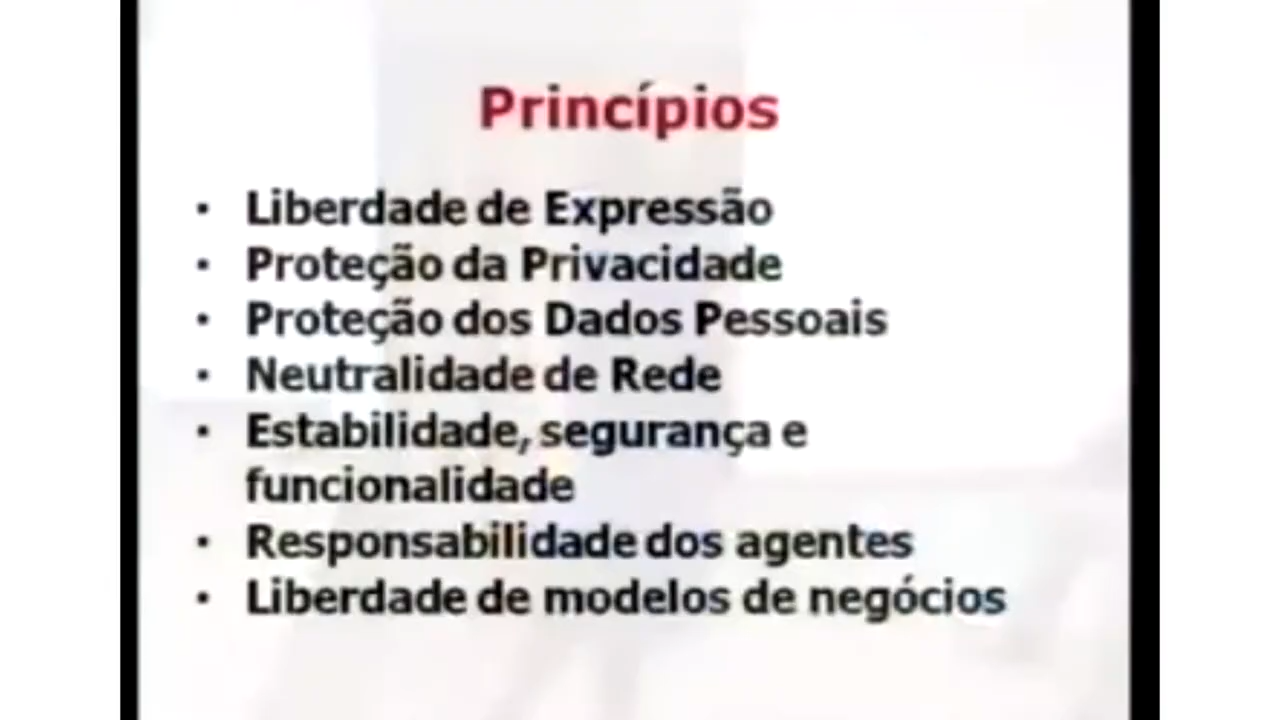 Princípios
• Liberdade de Expressão
• Proteção da Privacidade
• Proteção dos Dados Pessoais
• Neutralidade de Rede
• Estabilidade, segurança e
funcionalidade
• Responsabilidade dos agentes
• Liberdade de modelos de negócios